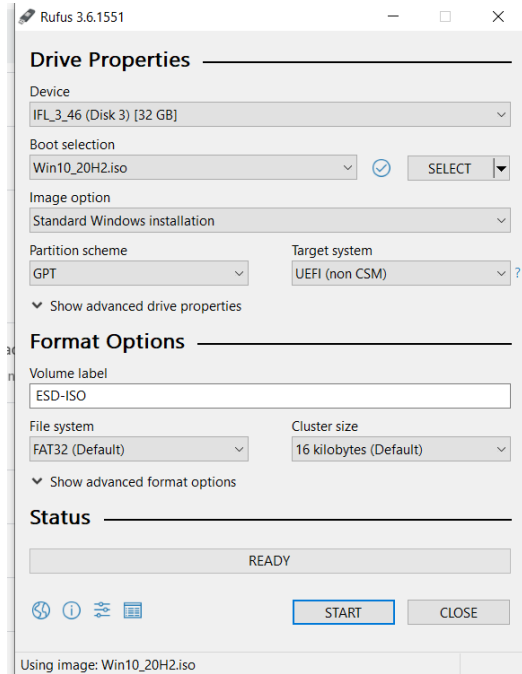 Rufus 3.6.1551
Drive Properties
Device
IFL_3_46 (Disk 3) [32 GB]
Boot selection
Win10_20H2.iso
SELECT
Image option
Standard Windows installation
Partition scheme
Target system
GPT
UEFI (non CSM)
?
Show advanced drive properties
Format Options
Volume label
ESD-ISO
File system
Cluster size
FAT32 (Default)
16 kilobytes (Default)
Show advanced format options
Status
READY
START
CLOSE
Using image: Win10_20H2.iso